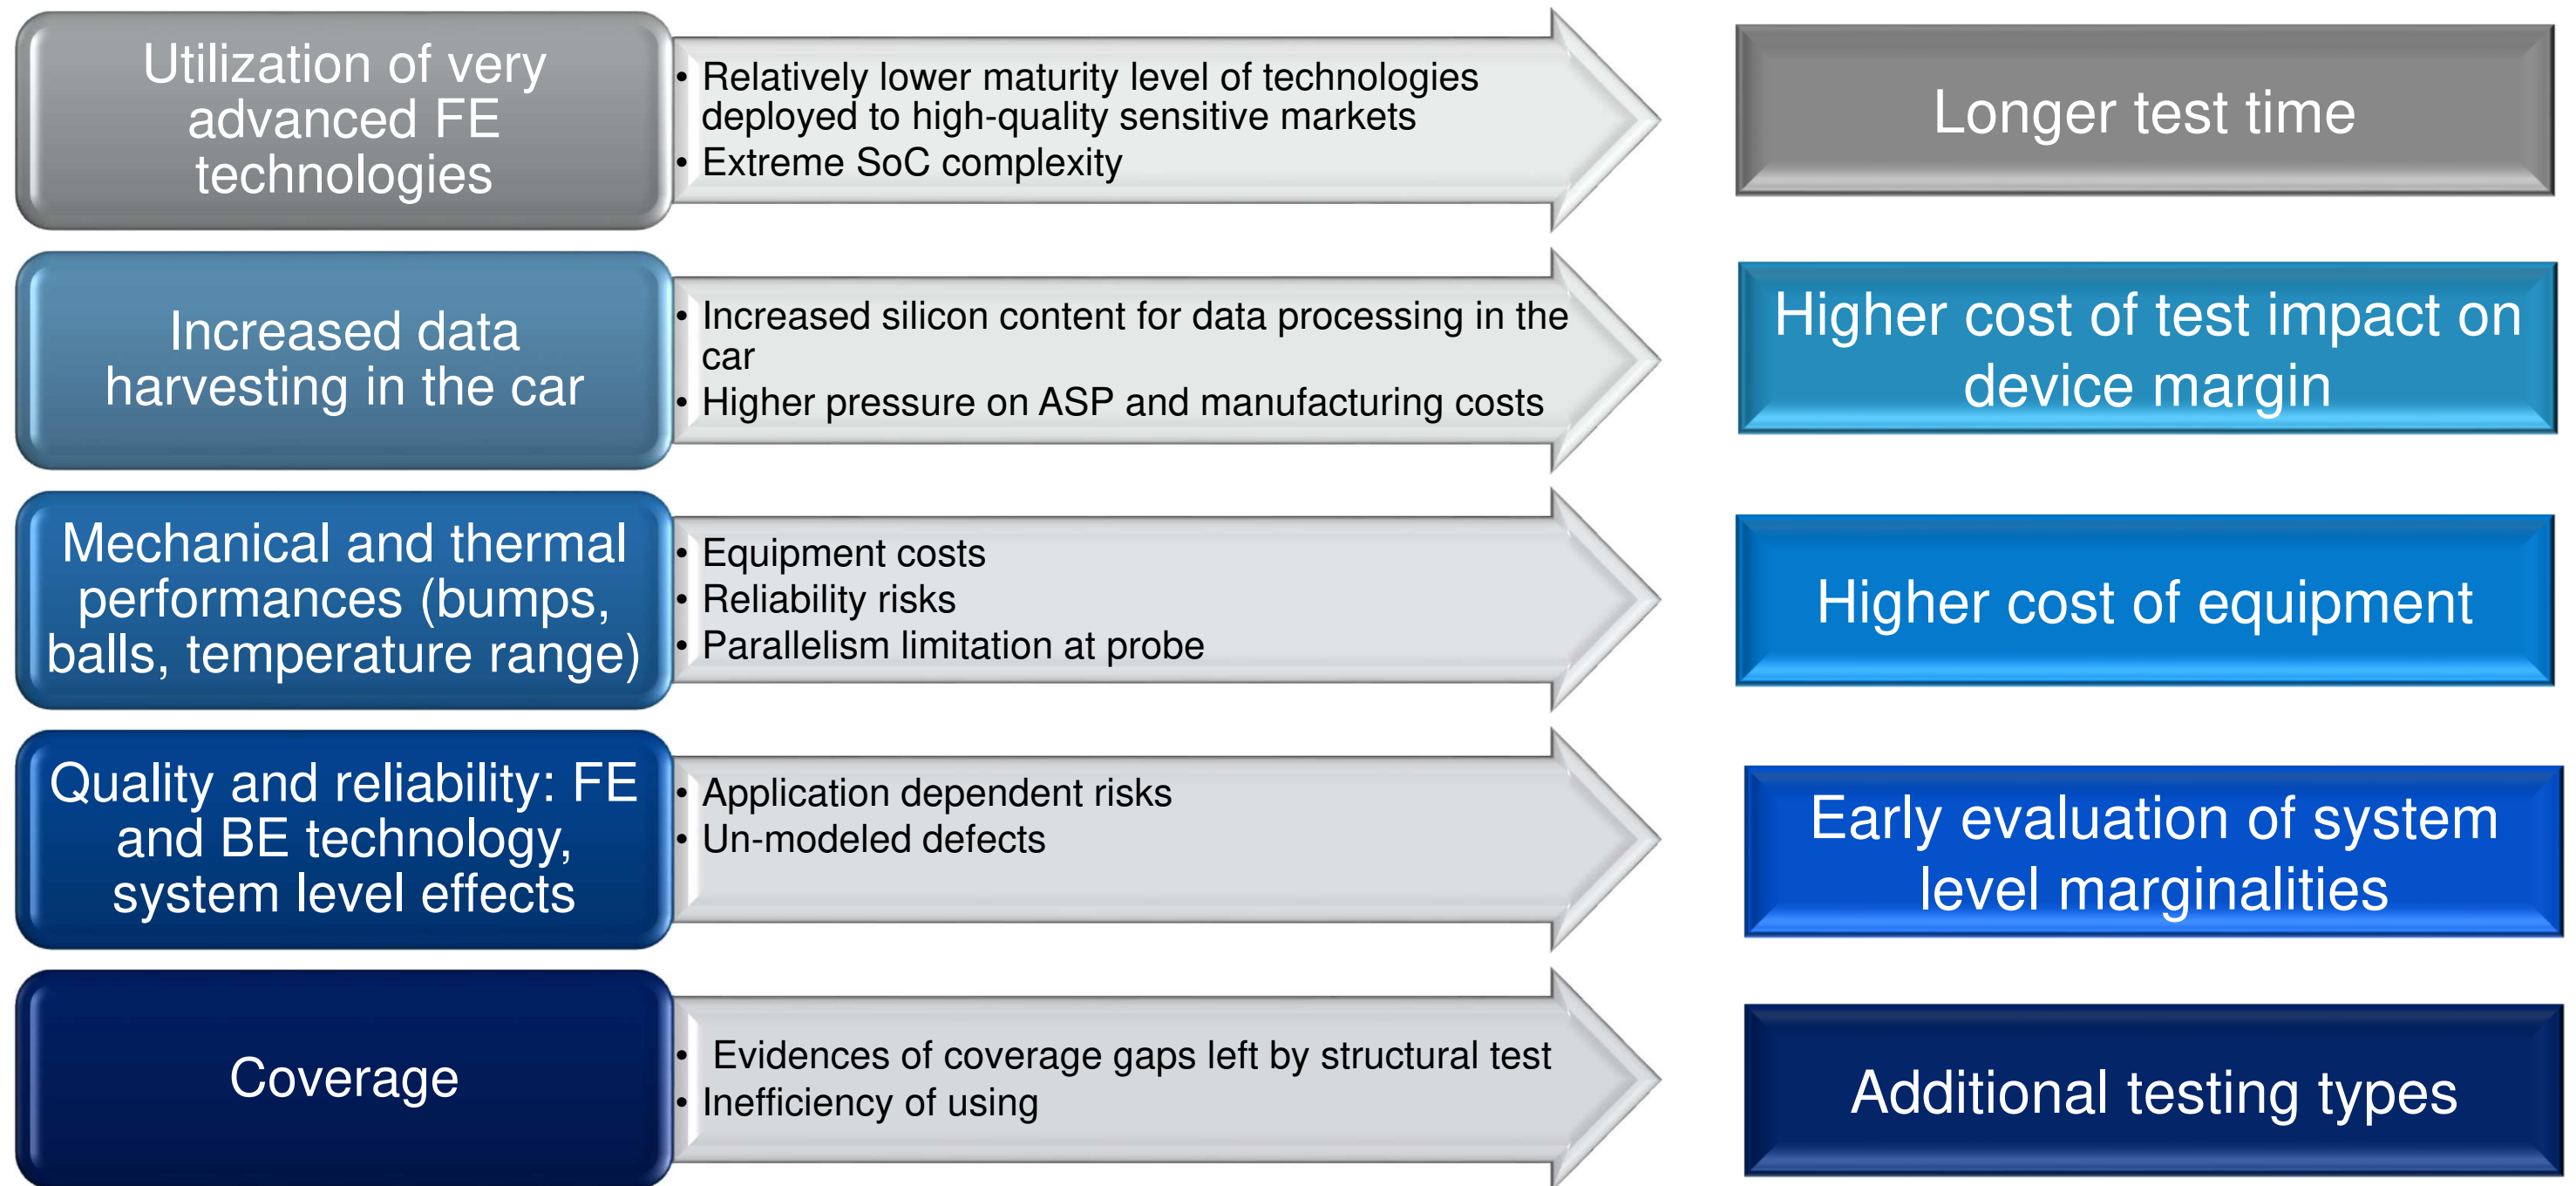 Utilization of very
advanced FE
technologies
• Relatively lower maturity level of technologies
deployed to high-quality sensitive markets
• Extreme SoC complexity
Longer test time
Increased data
harvesting in the car
• Increased silicon content for data processing in the
car
• Higher pressure on ASP and manufacturing costs
Higher cost of test impact on
device margin
Mechanical and thermal
performances (bumps,
balls, temperature range)
• Equipment costs
• Reliability risks
• Parallelism limitation at probe
Higher cost of equipment
Quality and reliability: FE
and BE technology,
system level effects
• Application dependent risks
• Un-modeled defects
Early evaluation of system
level marginalities
Coverage
• Evidences of coverage gaps left by structural test
• Inefficiency of using
Additional testing types